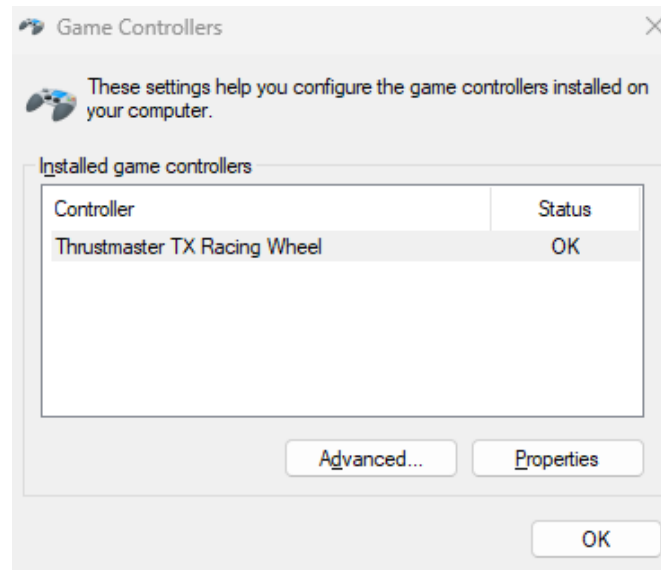 Game Controllers
These settings help you configure the game controllers installed on
your computer.
Installed game controllers
Controller Status
Thrustmaster TX Racing Wheel OK
Advanced... Properties
OK